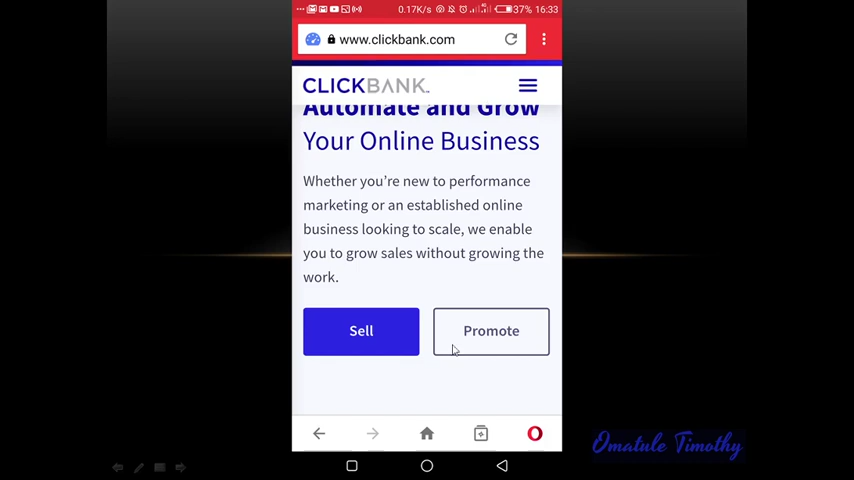 0.17K/s 4G 37% 16:33
www.clickbank.com
CLICKBANK.
Automate and Grow
Your Online Business
Whether you’re new to performance
marketing or an established online
business looking to scale, we enable
you to grow sales without growing the
work.
Sell Promote
Omatule Timothy